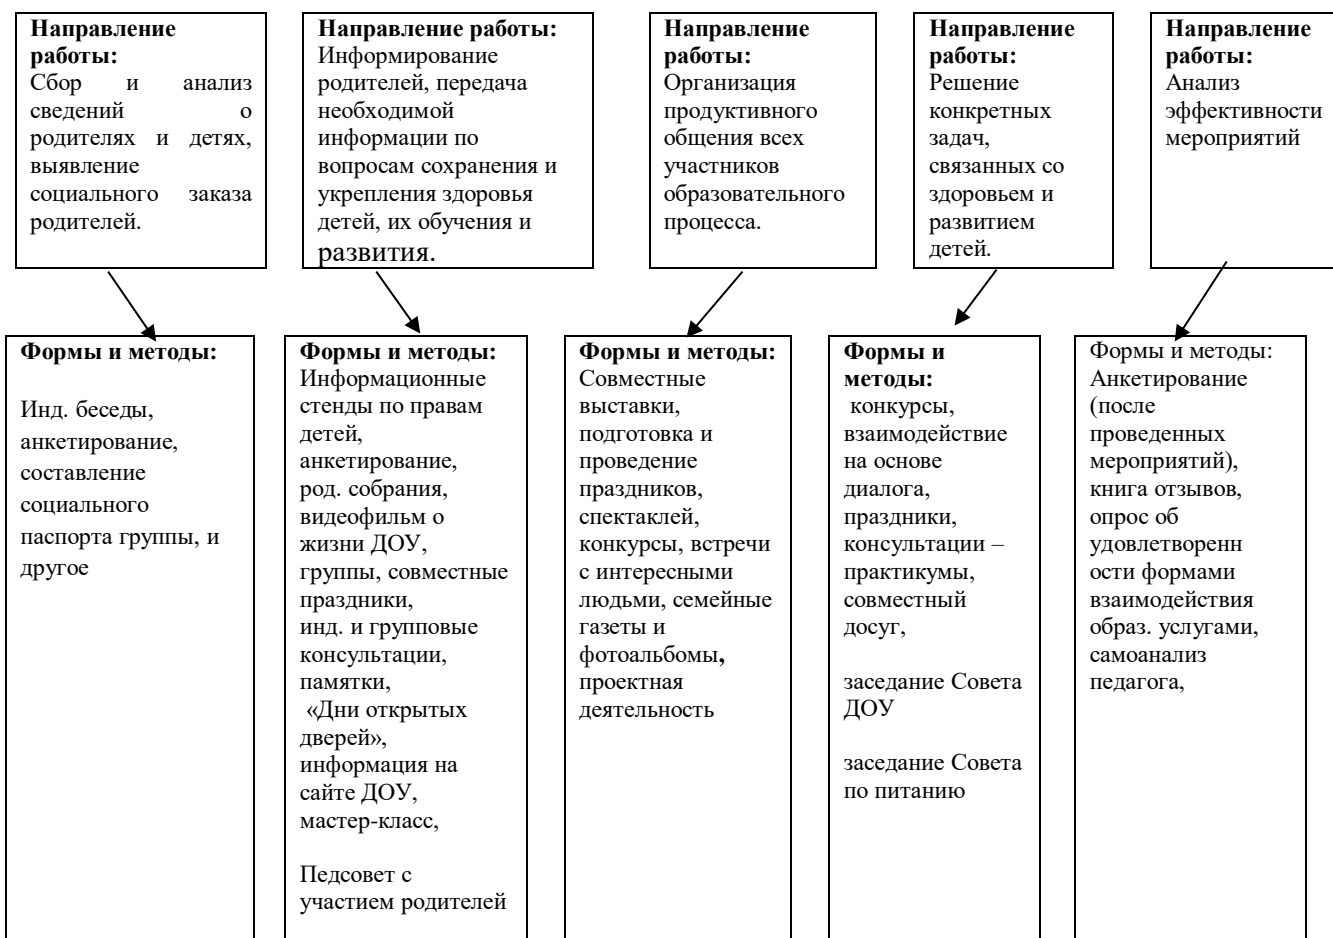 Направление
работы:
Сбор и анализ
сведений о
родителях и детях,
выявление
социального заказа
родителей.
Направление работы:
Информирование
родителей, передача
необходимой
информации по
вопросам сохранения и
укрепления здоровья
детей, их обучения и
развития.
Направление
работы:
Организация
продуктивного
общения всех
участников
образовательного
процесса.
Направление
работы:
Решение
конкретных
задач,
связанных со
здоровьем и
развитием
детей.
Направление
работы:
Анализ
эффективности
мероприятий
Формы и методы:
Инд. беседы,
анкетирование,
составление
социального
паспорта группы, и
другое
Формы и методы:
Информационные
стенды по правам
детей,
анкетирование,
род. собрания,
видеофильм о
жизни ДОУ,
группы, совместные
праздники,
инд. и групповые
консультации,
памятки,
«Дни открытых
дверей»,
информация на
сайте ДОУ,
мастер-класс,
Педсовет с
участием родителей
Формы и методы:
Совместные
выставки,
подготовка и
проведение
праздников,
спектаклей,
конкурсы, встречи
с интересными
людьми, семейные
газеты и
фотоальбомы,
проектная
деятельность
Формы и
методы:
конкурсы,
взаимодействие
на основе
диалога,
праздники,
консультации –
практикумы,
совместный
досуг,
заседание Совета
ДОУ
заседание Совета
по питанию
Формы и методы:
Анкетирование
(после
проведенных
мероприятий),
книга отзывов,
опрос об
удовлетворенн
ости формами
взаимодействия
образ. услугами,
самоанализ
педагога,